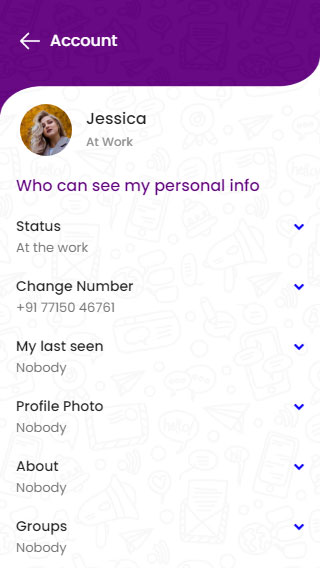 Account
Jessica
At Work
Who can see my personal info
Status
At the work
Change Number
+91 77150 46761
My last seen
Nobody
Profile Photo
Nobody
About
Nobody
Groups
Nobody